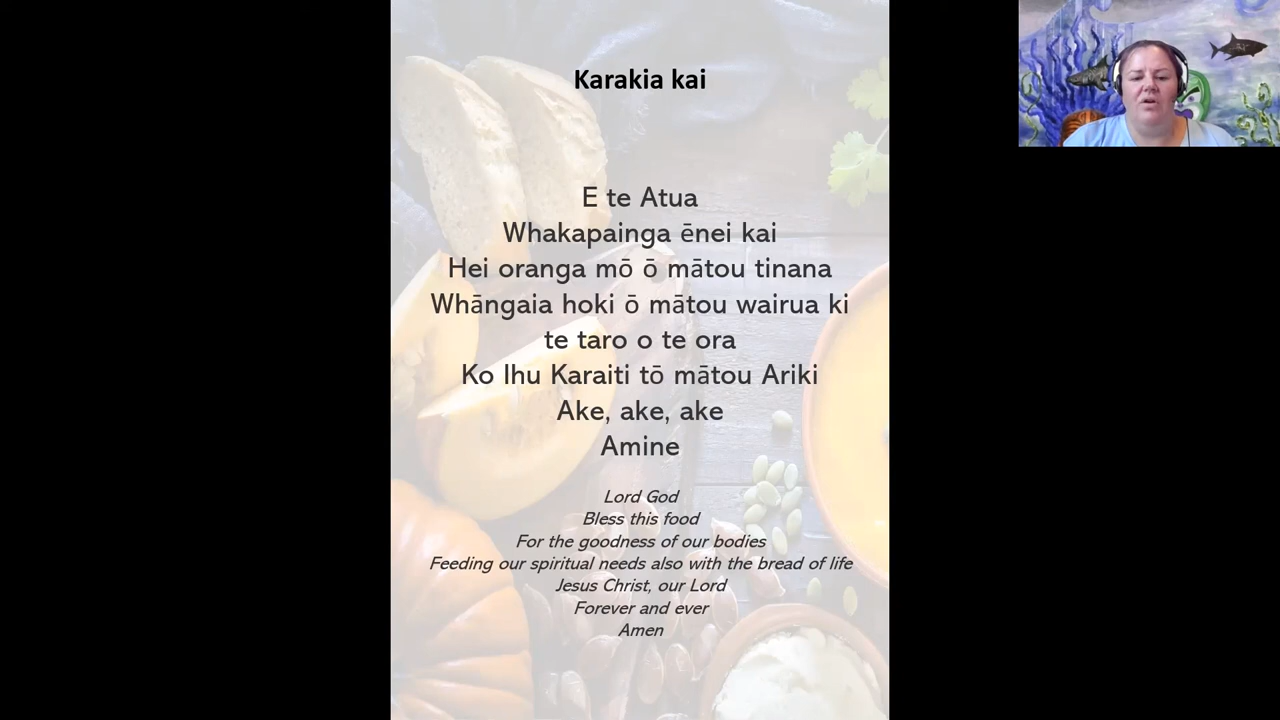 Karakia kai
E te Atua
Whakapainga ēnei kai
Hei oranga mō ō mātou tinana
Whāngaia hoki ō mātou wairua ki
te taro o te ora
Ko Ihu Karaiti tō mātou Ariki
Ake, ake, ake
Amine
Lord God
Bless this food
For the goodness of our bodies
Feeding our spiritual needs also with the bread of life
Jesus Christ, our Lord
Forever and ever
Amen